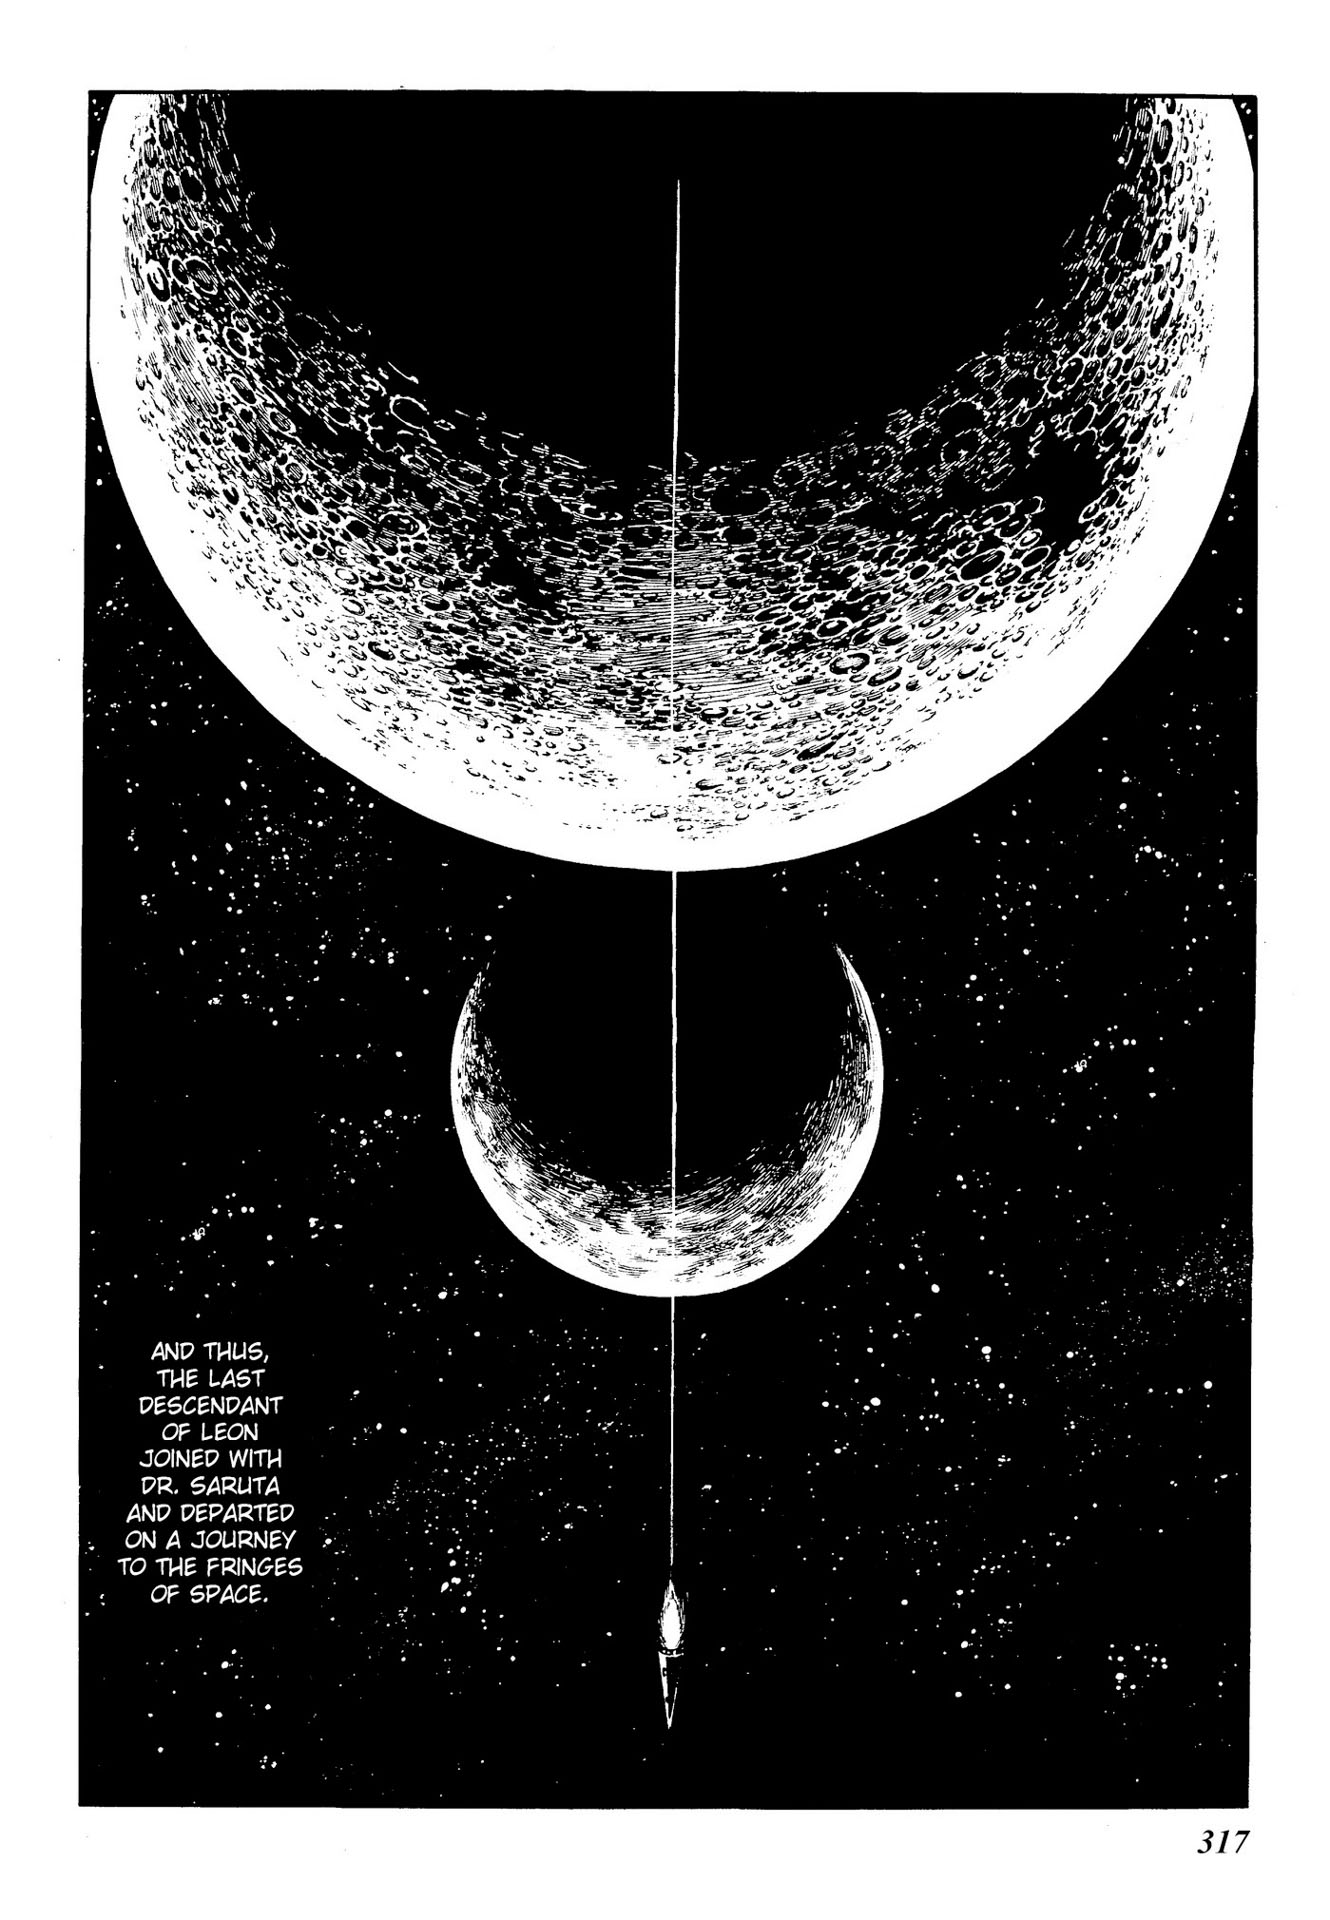 AND THUS,
THE LAST
DESCENDANT
OF LEON
JOINED WITH
DR. SARUTA
AND DEPARTED
ON A JOURNEY
TO THE FRINGES
OF SPACE.
317